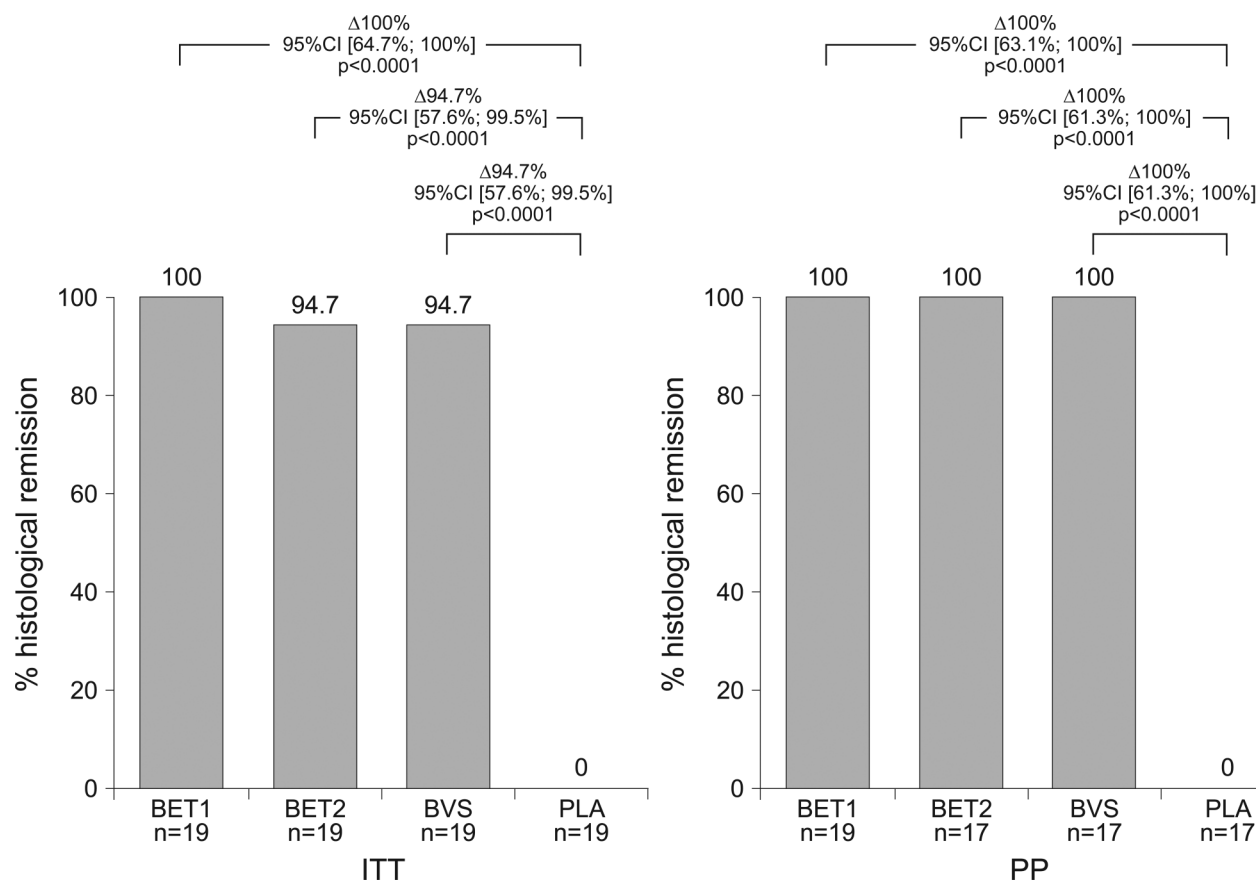 Δ100%
95%CI [64.7%; 100%]
p<0.0001
Δ94.7%
95%CI [57.6%; 99.5%]
p<0.0001
Δ94.7%
95%CI [57.6%; 99.5%]
p<0.0001
% histological remission
100
80
60
40
20
0
100
94.7
94.7
0
BET1
n=19
BET2
n=19
BVS
n=19
PLA
n=19
ITT
Δ100%
95%CI [63.1%; 100%]
p<0.0001
Δ100%
95%CI [61.3%; 100%]
p<0.0001
Δ100%
95%CI [61.3%; 100%]
p<0.0001
% histological remission
100
80
60
40
20
0
100
100
100
0
BET1
n=19
BET2
n=17
BVS
n=17
PLA
n=17
PP